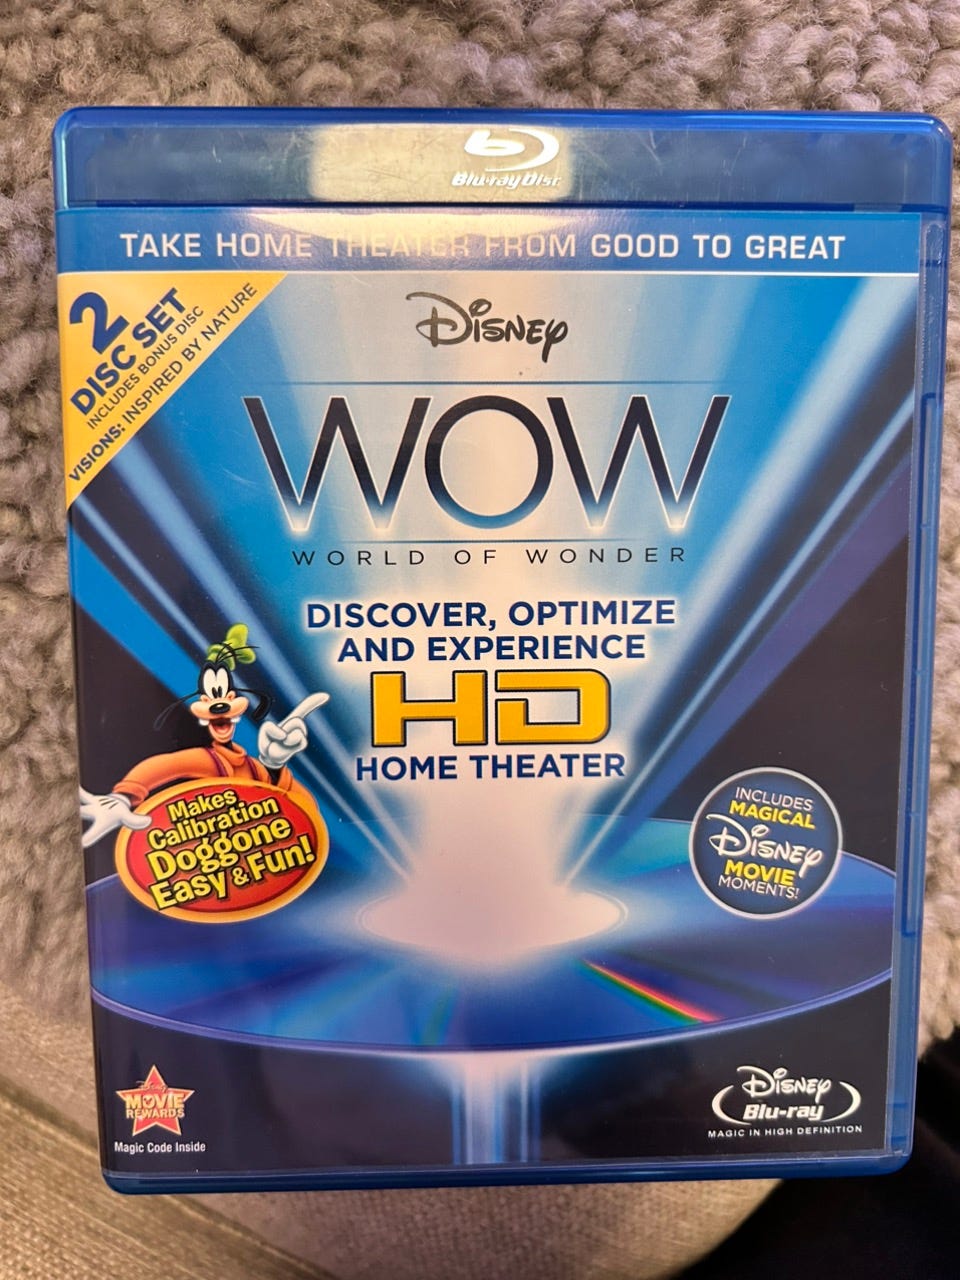 Blu-ray Disc
TAKE HOME THEATER FROM GOOD TO GREAT
2
DISC SET
INCLUDES BONUS DISC
VISIONS: INSPIRED BY NATURE
Disney
WOW
WORLD OF WONDER
DISCOVER, OPTIMIZE
AND EXPERIENCE
HD
HOME THEATER
Makes
Calibration
Doggone
Easy & Fun!
INCLUDES
MAGICAL
Disney
MOVIE
MOMENTS!
Disney
MOVIE
REWARDS
Magic Code Inside
Disney
Blu-ray
MAGIC IN HIGH DEFINITION